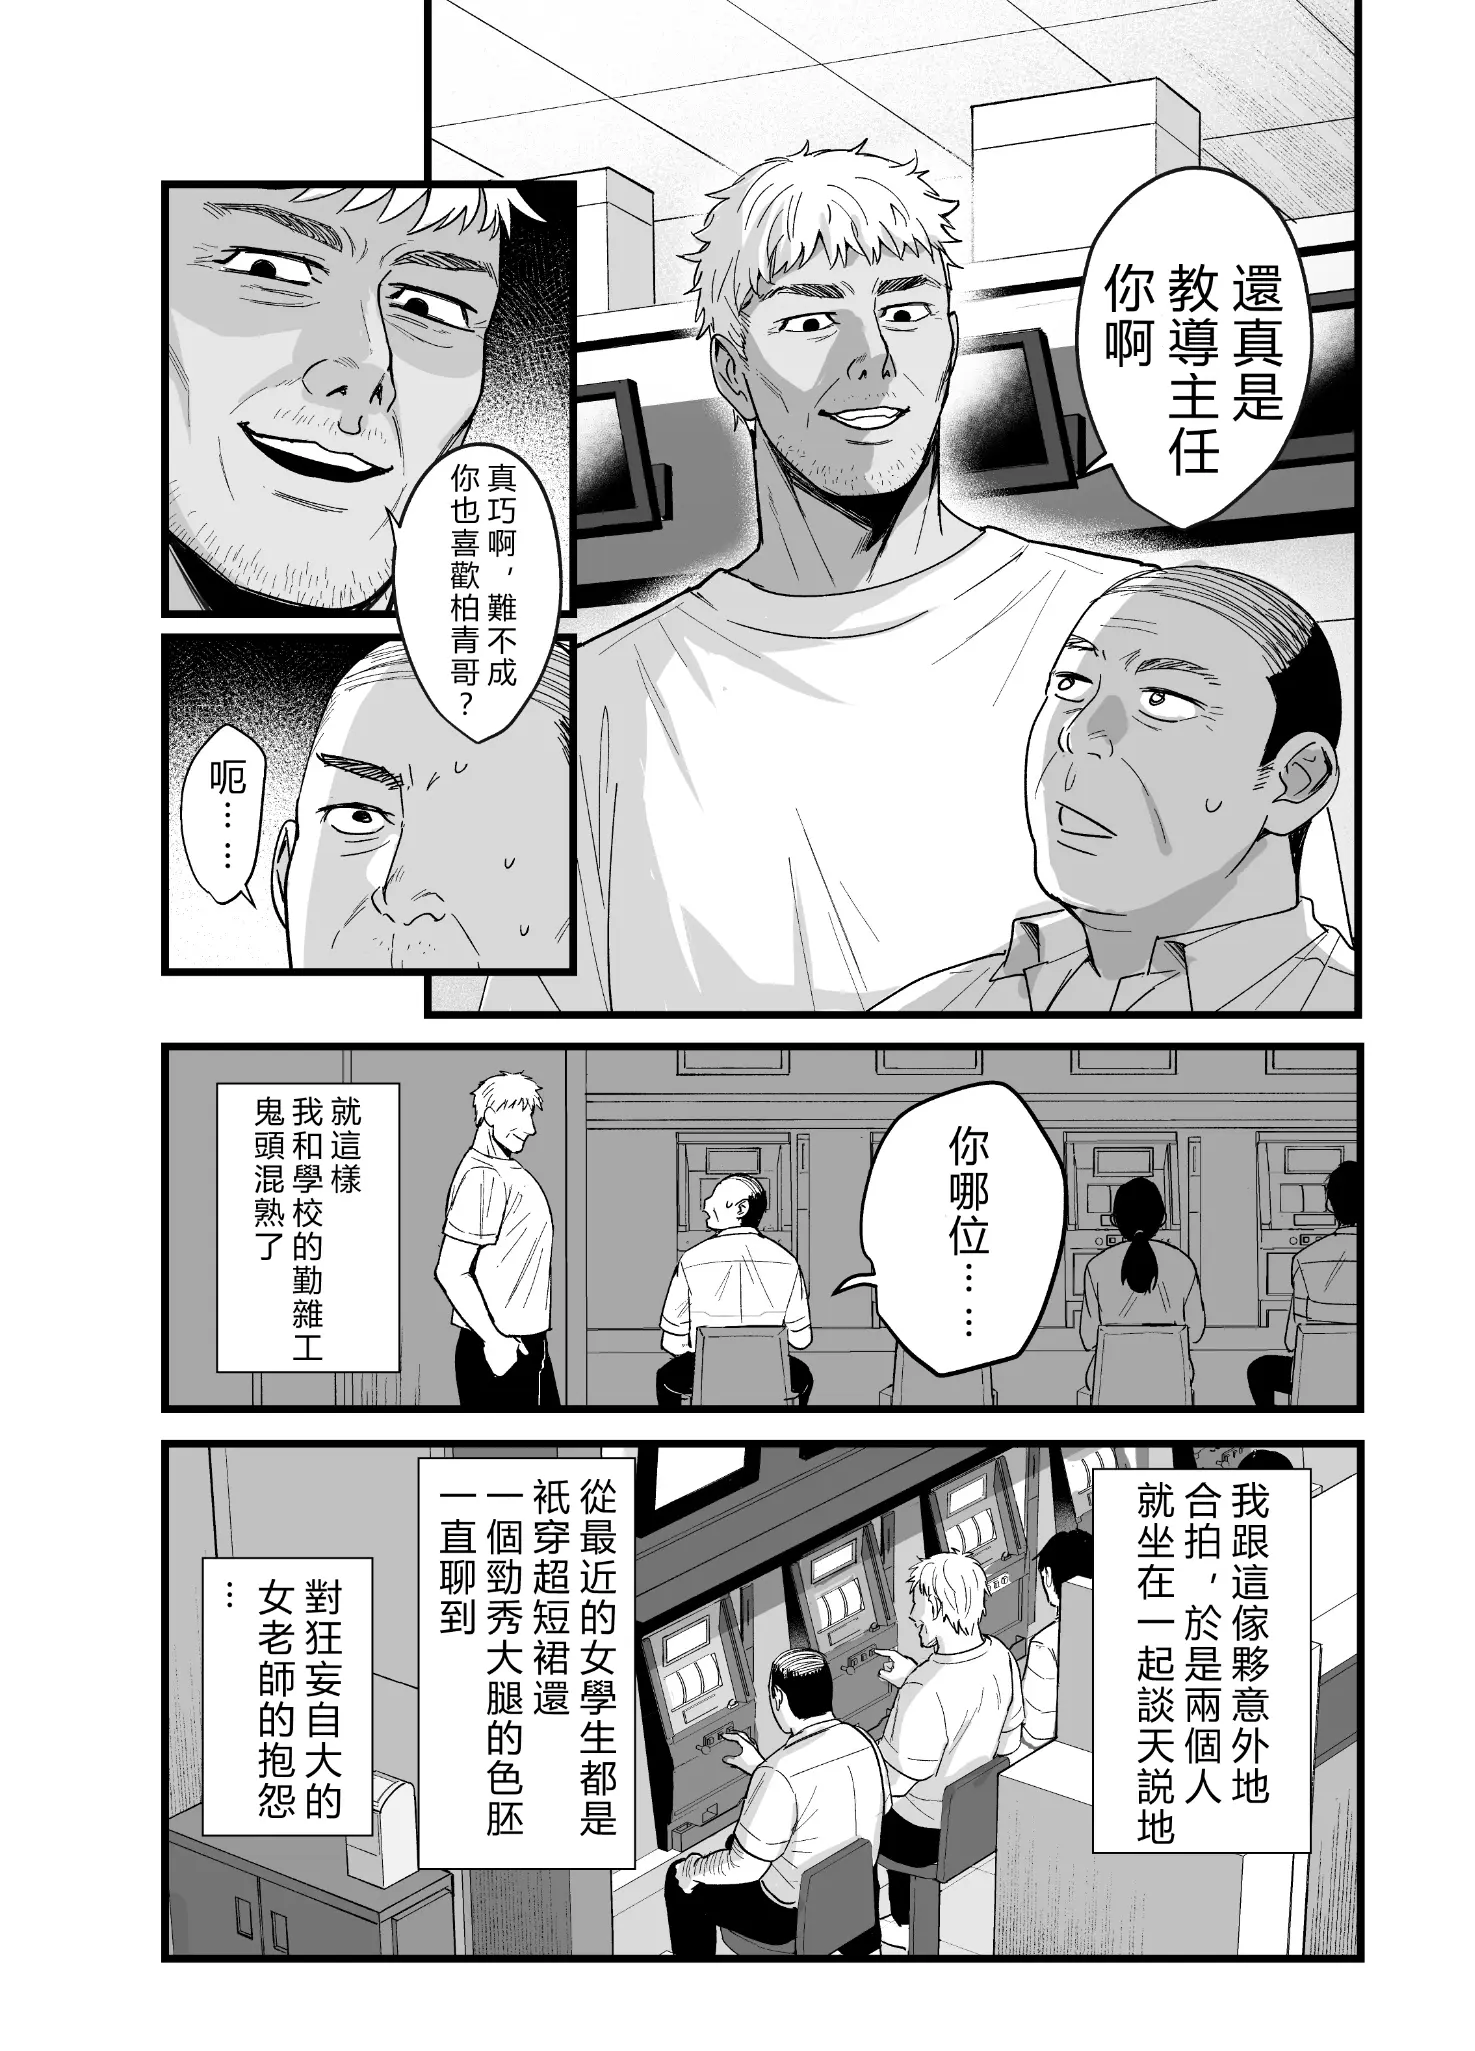 還真是
教導主任
你啊
真巧啊，難不成
你也喜歡柏青哥？
呃……
你哪位……
就這樣
我和學校的勤雜工
鬼頭混熟了
我跟這傢夥意外地
合拍，於是兩個人
就坐在一起談天説地
從最近的女學生都是
祇穿超短裙還
一個勁秀大腿的色胚
一直聊到
對狂妄自大的
女老師的抱怨
…